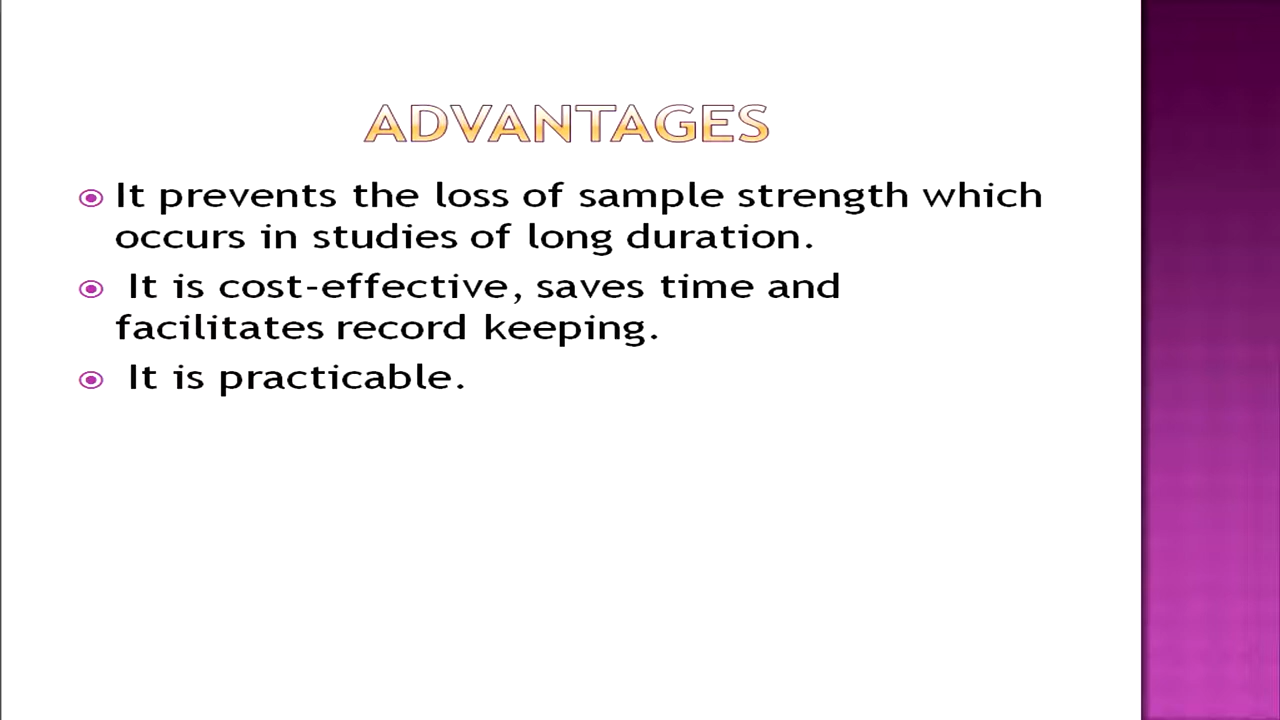 ADVANTAGES
It prevents the loss of sample strength which
occurs in studies of long duration.
It is cost-effective, saves time and
facilitates record keeping.
It is practicable.